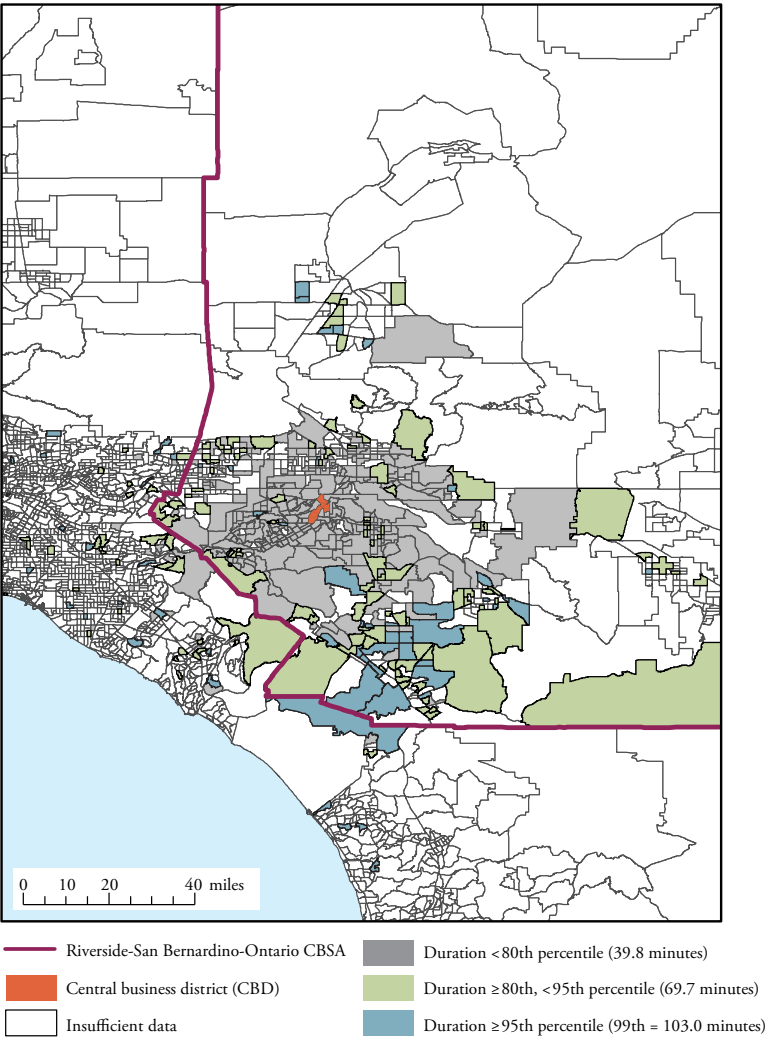 0 10 20 40 miles
Riverside-San Bernardino-Ontario CBSA
Central business district (CBD)
Insufficient data
Duration <80th percentile (39.8 minutes)
Duration ≥80th, <95th percentile (69.7 minutes)
Duration ≥95th percentile (99th = 103.0 minutes)